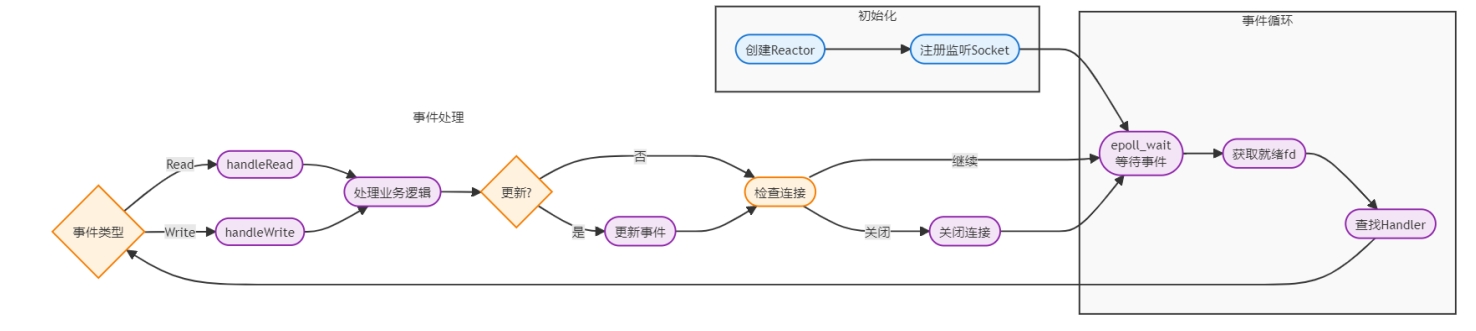 初始化
创建Reactor
注册监听Socket
事件循环
epoll_wait
等待事件
获取就绪fd
查找Handler
事件处理
事件类型
Read
handleRead
Write
handleWrite
处理业务逻辑
更新?
否
是
更新事件
检查连接
继续
关闭
关闭连接